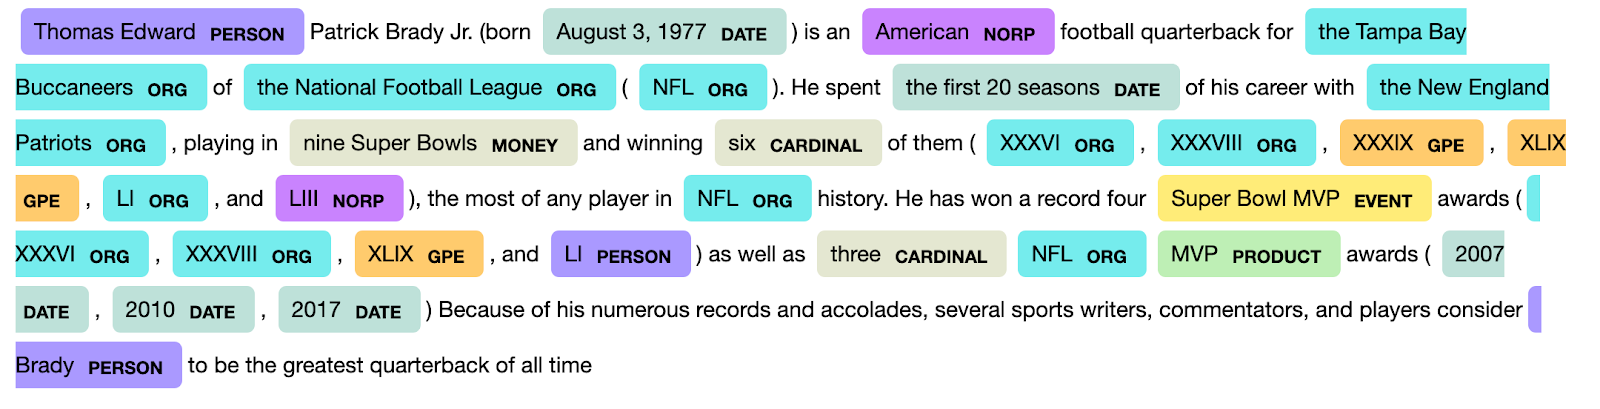 Thomas Edward PERSON Patrick Brady Jr. (born August 3, 1977 DATE ) is an American NORP football quarterback for the Tampa Bay
Buccaneers ORG of the National Football League ORG ( NFL ORG ). He spent the first 20 seasons DATE of his career with the New England
Patriots ORG , playing in nine Super Bowls MONEY and winning six CARDINAL of them ( XXXVI ORG , XXXVIII ORG , XXXIX GPE , XLIX
GPE , LI ORG , and LIII NORP ), the most of any player in NFL ORG history. He has won a record four Super Bowl MVP EVENT awards (
XXXVI ORG , XXXVIII ORG , XLIX GPE , and LI PERSON ) as well as three CARDINAL NFL ORG MVP PRODUCT awards ( 2007
DATE , 2010 DATE , 2017 DATE ) Because of his numerous records and accolades, several sports writers, commentators, and players consider
Brady PERSON to be the greatest quarterback of all time